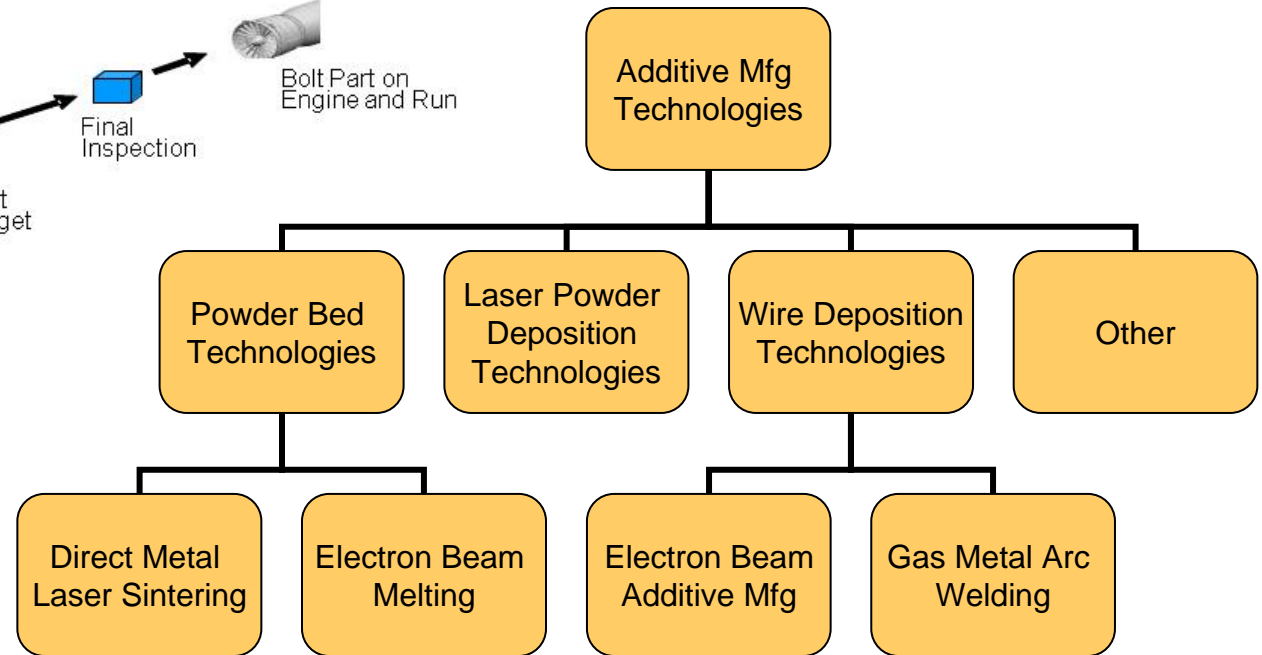 Bolt Part on
Engine and Run
Final
Inspection
Additive Mfg
Technologies
Powder Bed
Technologies
Laser Powder
Deposition
Technologies
Wire Deposition
Technologies
Other
Direct Metal
Laser Sintering
Electron Beam
Melting
Electron Beam
Additive Mfg
Gas Metal Arc
Welding